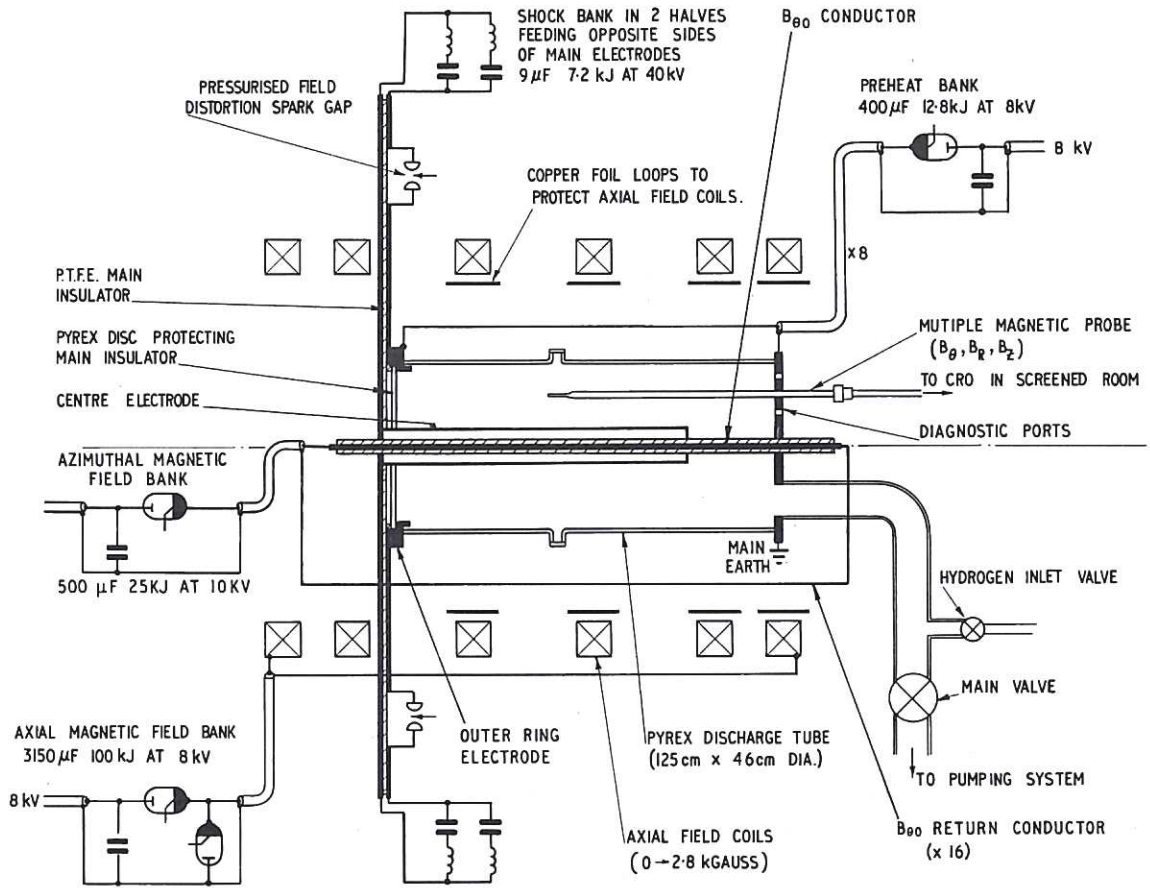 SHOCK BANK IN 2 HALVES
FEEDING OPPOSITE SIDES
OF MAIN ELECTRODES
9μF 7·2 kJ AT 40kV
Bθ0 CONDUCTOR
PRESSURISED FIELD
DISTORTION SPARK GAP
PREHEAT BANK
400μF 12·8kJ AT 8kV
8 kV
COPPER FOIL LOOPS TO
PROTECT AXIAL FIELD COILS.
x8
P.T.F.E. MAIN
INSULATOR
PYREX DISC PROTECTING
MAIN INSULATOR
CENTRE ELECTRODE
MUTIPLE MAGNETIC PROBE
(Bθ, BR, BZ)
TO CRO IN SCREENED ROOM
DIAGNOSTIC PORTS
AZIMUTHAL MAGNETIC
FIELD BANK
500 μF 25KJ AT 10KV
MAIN
EARTH
HYDROGEN INLET VALVE
MAIN VALVE
AXIAL MAGNETIC FIELD BANK
3150μF 100kJ AT 8kV
8kV
OUTER RING
ELECTRODE
PYREX DISCHARGE TUBE
(125cm x 46cm DIA.)
TO PUMPING SYSTEM
AXIAL FIELD COILS
(0→2·8 kGAUSS)
Bθ0 RETURN CONDUCTOR
(x 16)